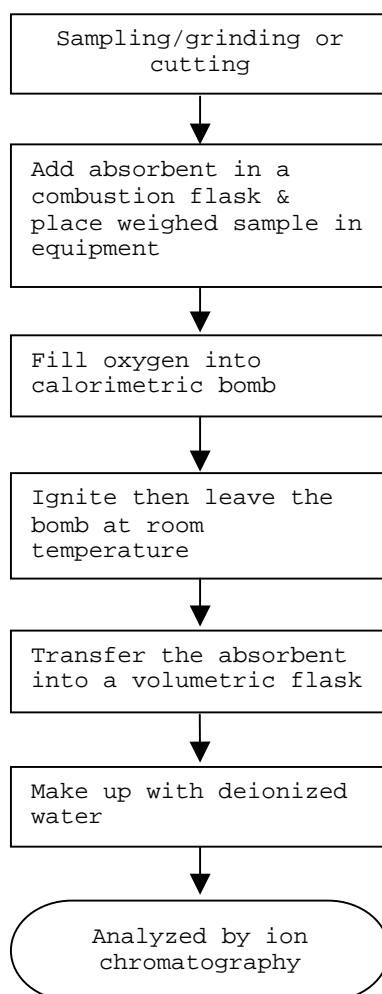 Sampling/grinding or
cutting
Add absorbent in a
combustion flask &
place weighed sample in
equipment
Fill oxygen into
calorimetric bomb
Ignite then leave the
bomb at room
temperature
Transfer the absorbent
into a volumetric flask
Make up with deionized
water
Analyzed by ion
chromatography